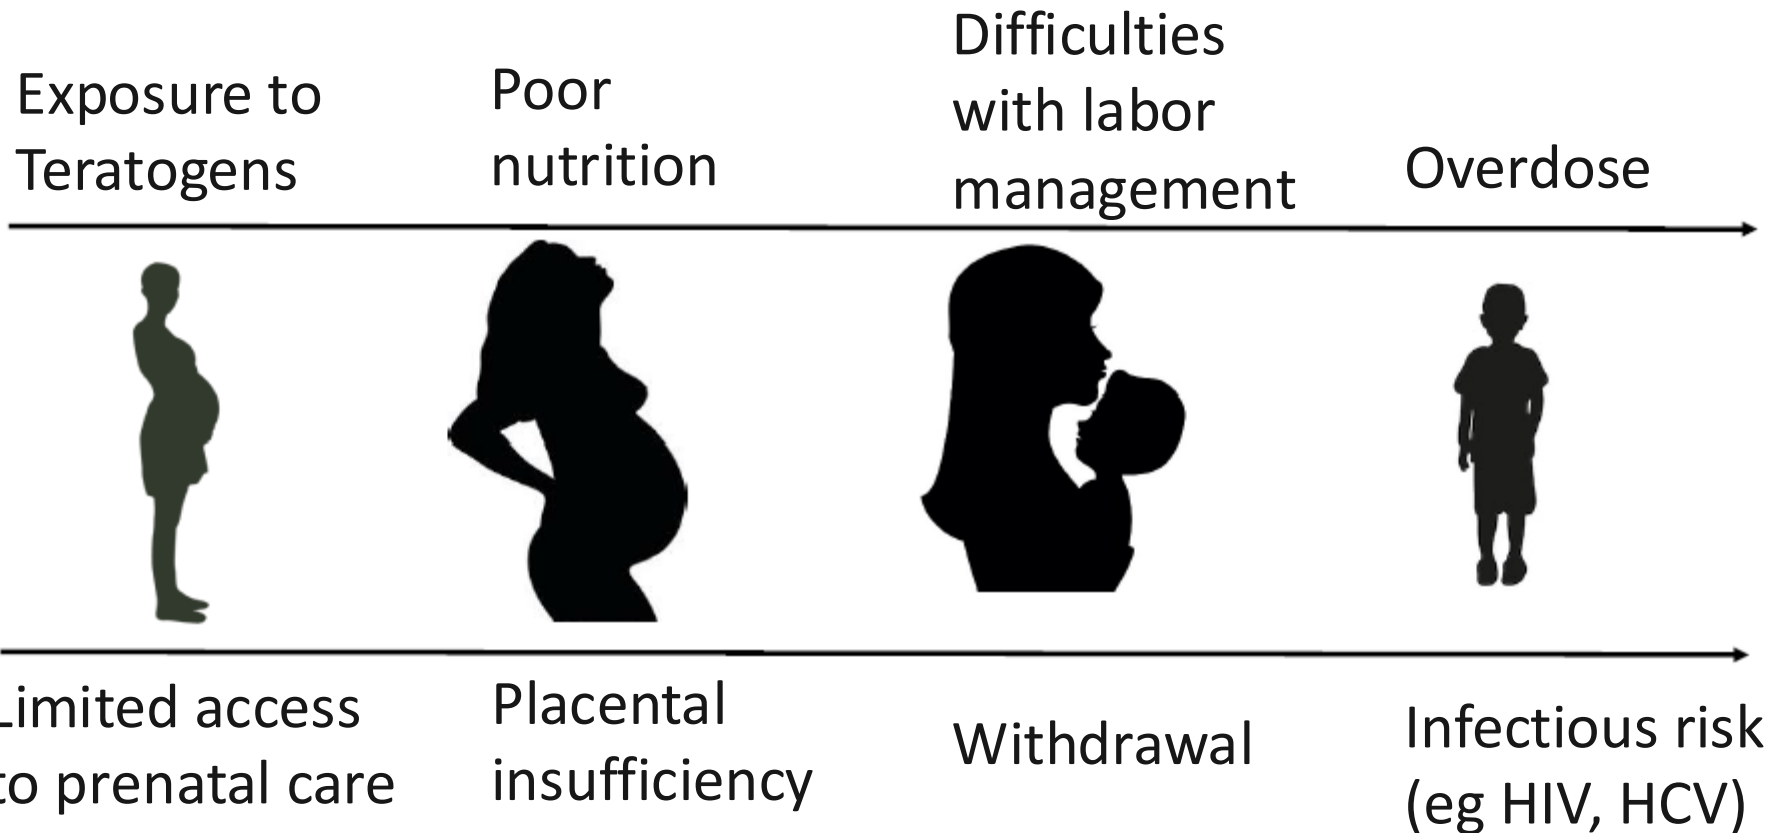 Exposure to
Teratogens
Poor
nutrition
Difficulties
with labor
management
Overdose
Limited access
to prenatal care
Placental
insufficiency
Withdrawal
Infectious risk
(eg HIV, HCV)